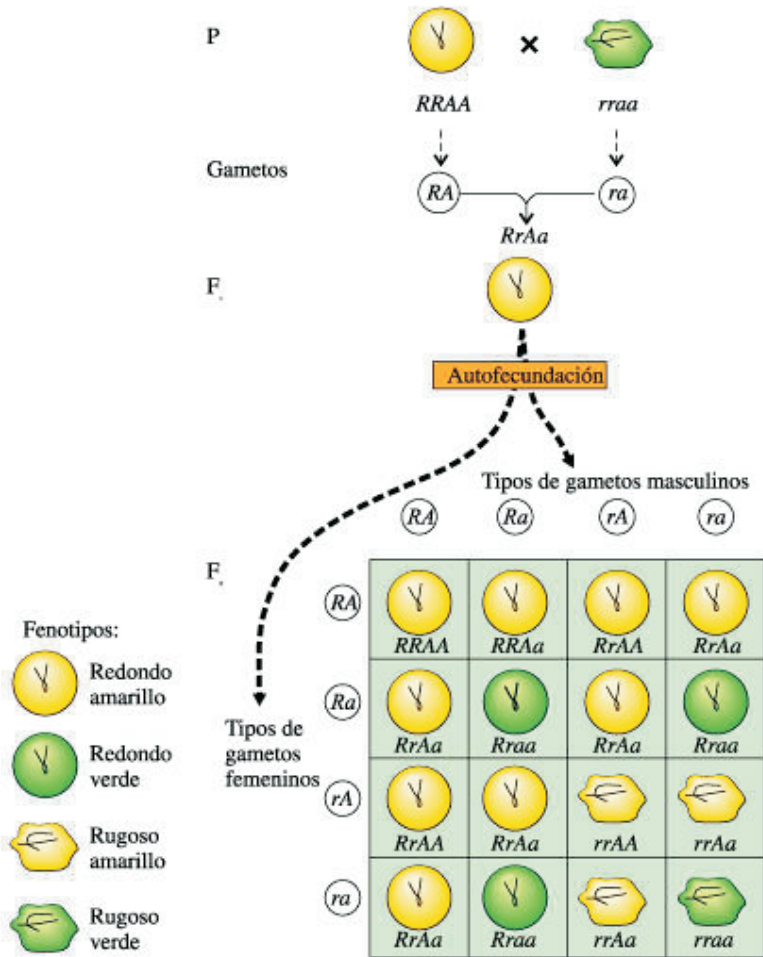 P
×
RRAA rraa
Gametos
RA ra
RrAa
F
Autofecundación
Tipos de gametos masculinos
RA Ra rA ra
F
RA
RRAA RRAa RrAA RrAa
Fenotipos:
Redondo
amarillo
Ra
RrAa Rraa RrAa Rraa
Tipos de
gametos
femeninos
Redondo
verde
rA
RrAA RrAa rrAA rrAa
Rugoso
amarillo
ra
RrAa Rraa rrAa rraa
Rugoso
verde